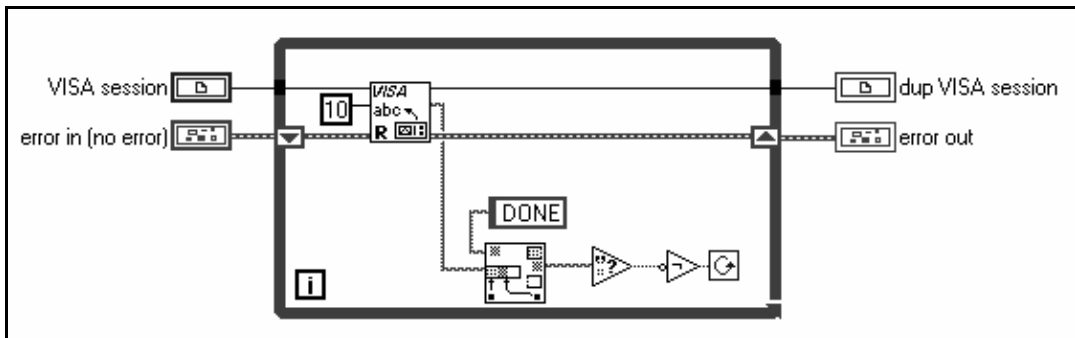 VISA session
VISA
10
abc
R
dup VISA session
error in (no error)
error out
DONE
"?
i